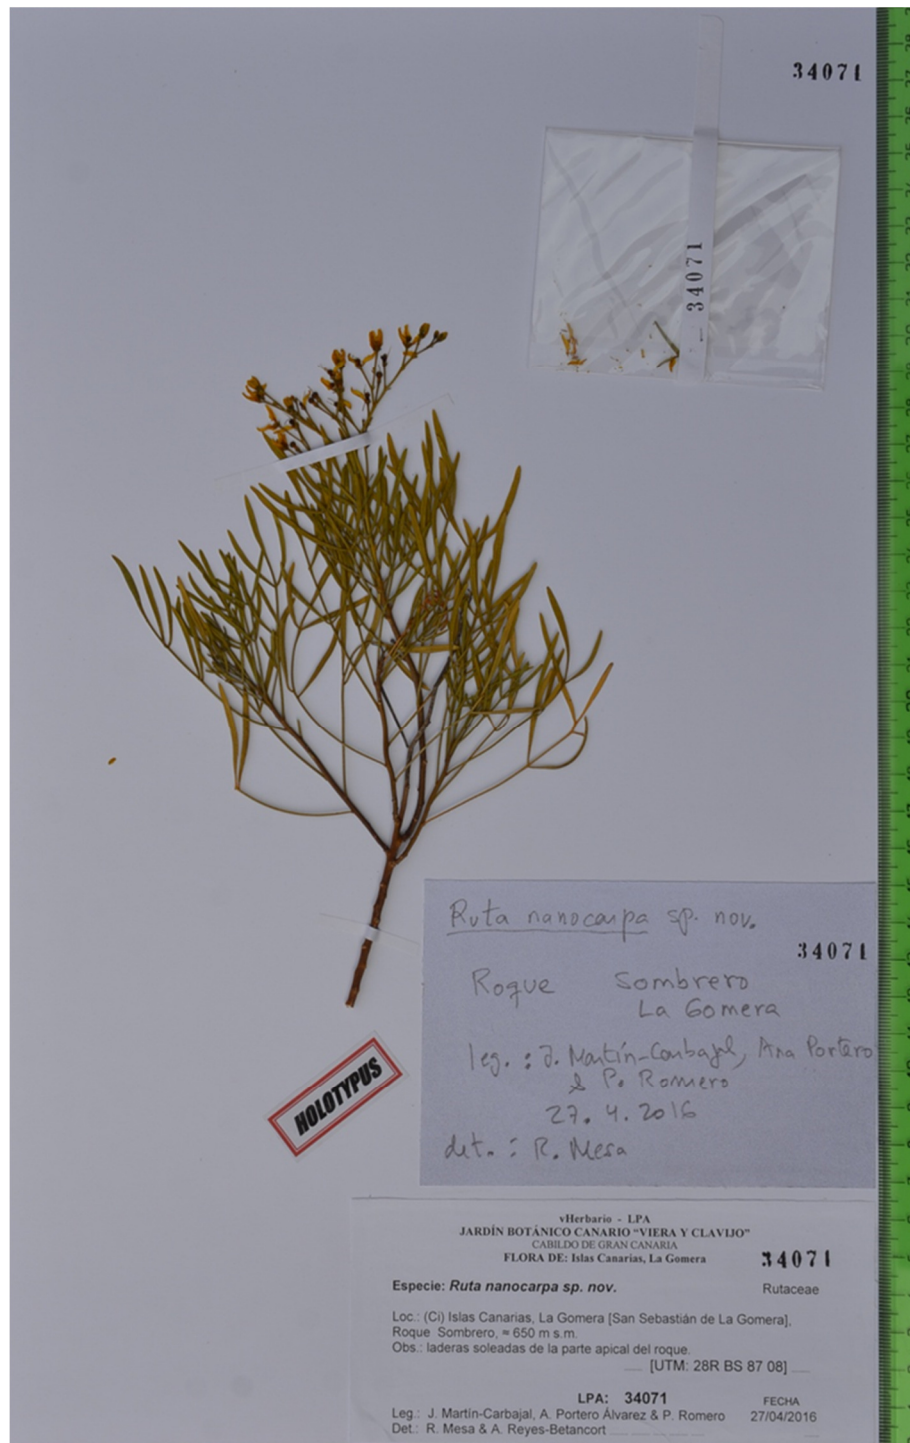 34071
34071
Ruta nanocarpa sp. nov.
34071
Roque Sombrero
La Gomera
leg. : J. Martín-Carbajal, Ana Portero
& P. Romero
27. 4. 2016
det. : R. Mesa
HOLOTYPUS
vHerbario - LPA
JARDÍN BOTÁNICO CANARIO “VIERA Y CLAVIJO”
CABILDO DE GRAN CANARIA
FLORA DE: Islas Canarias, La Gomera
34071
Especie: Ruta nanocarpa sp. nov. Rutaceae
Loc.: (Ci) Islas Canarias, La Gomera [San Sebastián de La Gomera],
Roque Sombrero, ≈ 650 m s.m.
Obs.: laderas soleadas de la parte apical del roque.
[UTM: 28R BS 87 08]
LPA: 34071 FECHA
Leg.: J. Martín-Carbajal, A. Portero Álvarez & P. Romero 27/04/2016
Det.: R. Mesa & A. Reyes-Betancort